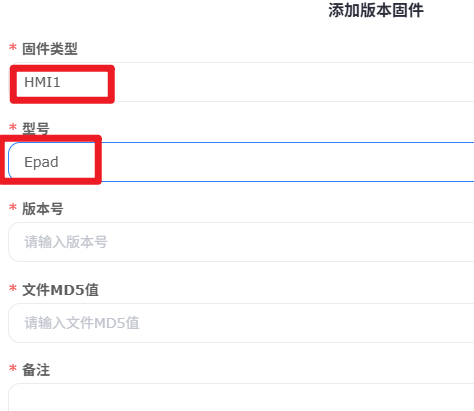 添加版本固件
* 固件类型
HMI1
* 型号
Epad
* 版本号
请输入版本号
* 文件MD5值
请输入文件MD5值
* 备注